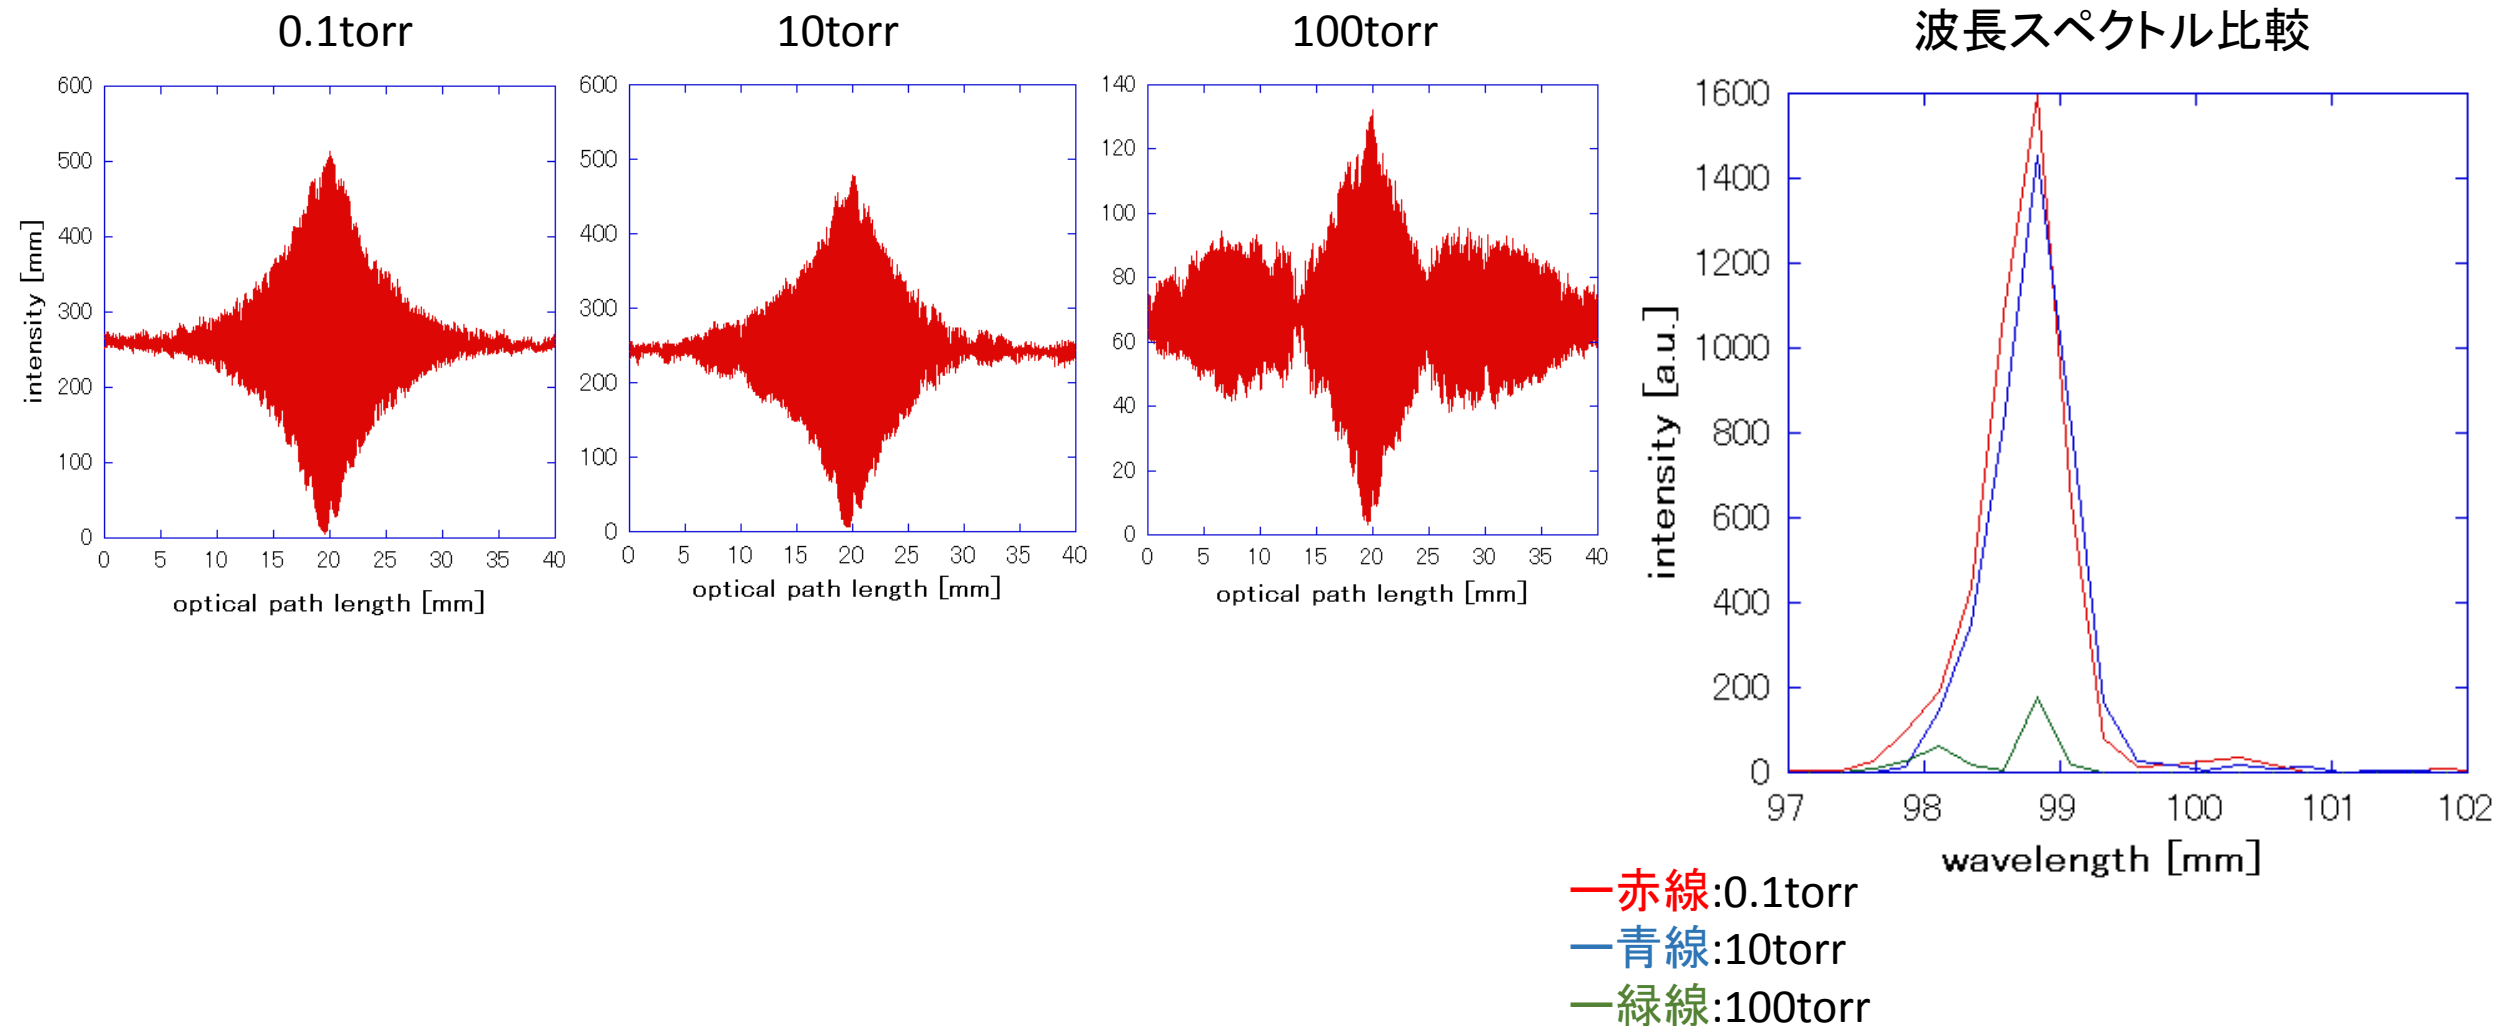 0.1torr
600
500
400
300
200
100
0
0 5 10 15 20 25 30 35 40
intensity [mm]
optical path length [mm]
10torr
600
500
400
300
200
100
0
0 5 10 15 20 25 30 35 40
optical path length [mm]
100torr
140
120
100
80
60
40
20
0
0 5 10 15 20 25 30 35 40
optical path length [mm]
波長スペクトル比較
1600
1400
1200
1000
800
600
400
200
0
97 98 99 100 101 102
intensity [a.u.]
wavelength [mm]
ー赤線:0.1torr
ー青線:10torr
ー緑線:100torr